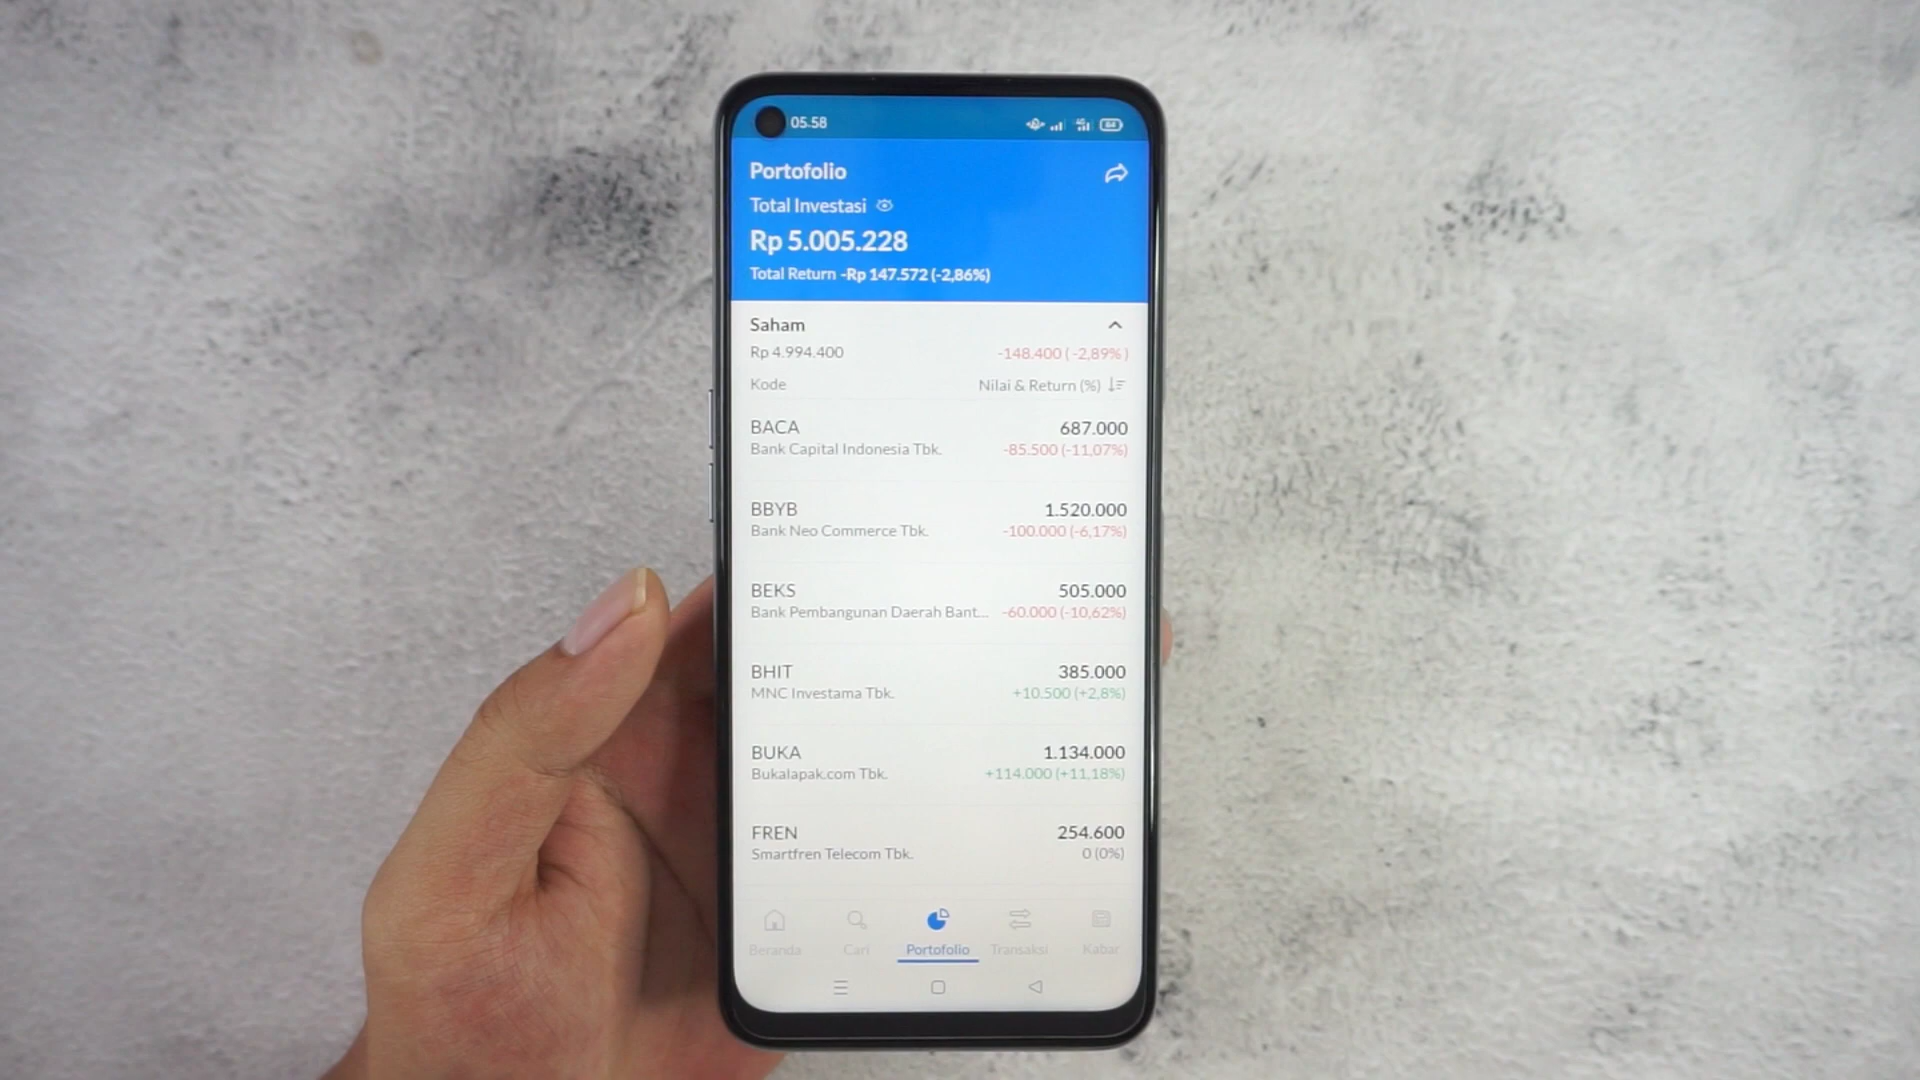 05.58
84
Portofolio
Total Investasi
Rp 5.005.228
Total Return -Rp 147.572 (-2,86%)
Saham
Rp 4.994.400 -148.400 ( -2,89% )
Kode Nilai & Return (%)
BACA 687.000
Bank Capital Indonesia Tbk. -85.500 (-11,07%)
BBYB 1.520.000
Bank Neo Commerce Tbk. -100.000 (-6,17%)
BEKS 505.000
Bank Pembangunan Daerah Bant... -60.000 (-10,62%)
BHIT 385.000
MNC Investama Tbk. +10.500 (+2,8%)
BUKA 1.134.000
Bukalapak.com Tbk. +114.000 (+11,18%)
FREN 254.600
Smartfren Telecom Tbk. 0 (0%)
Beranda Cari Portofolio Transaksi Kabar